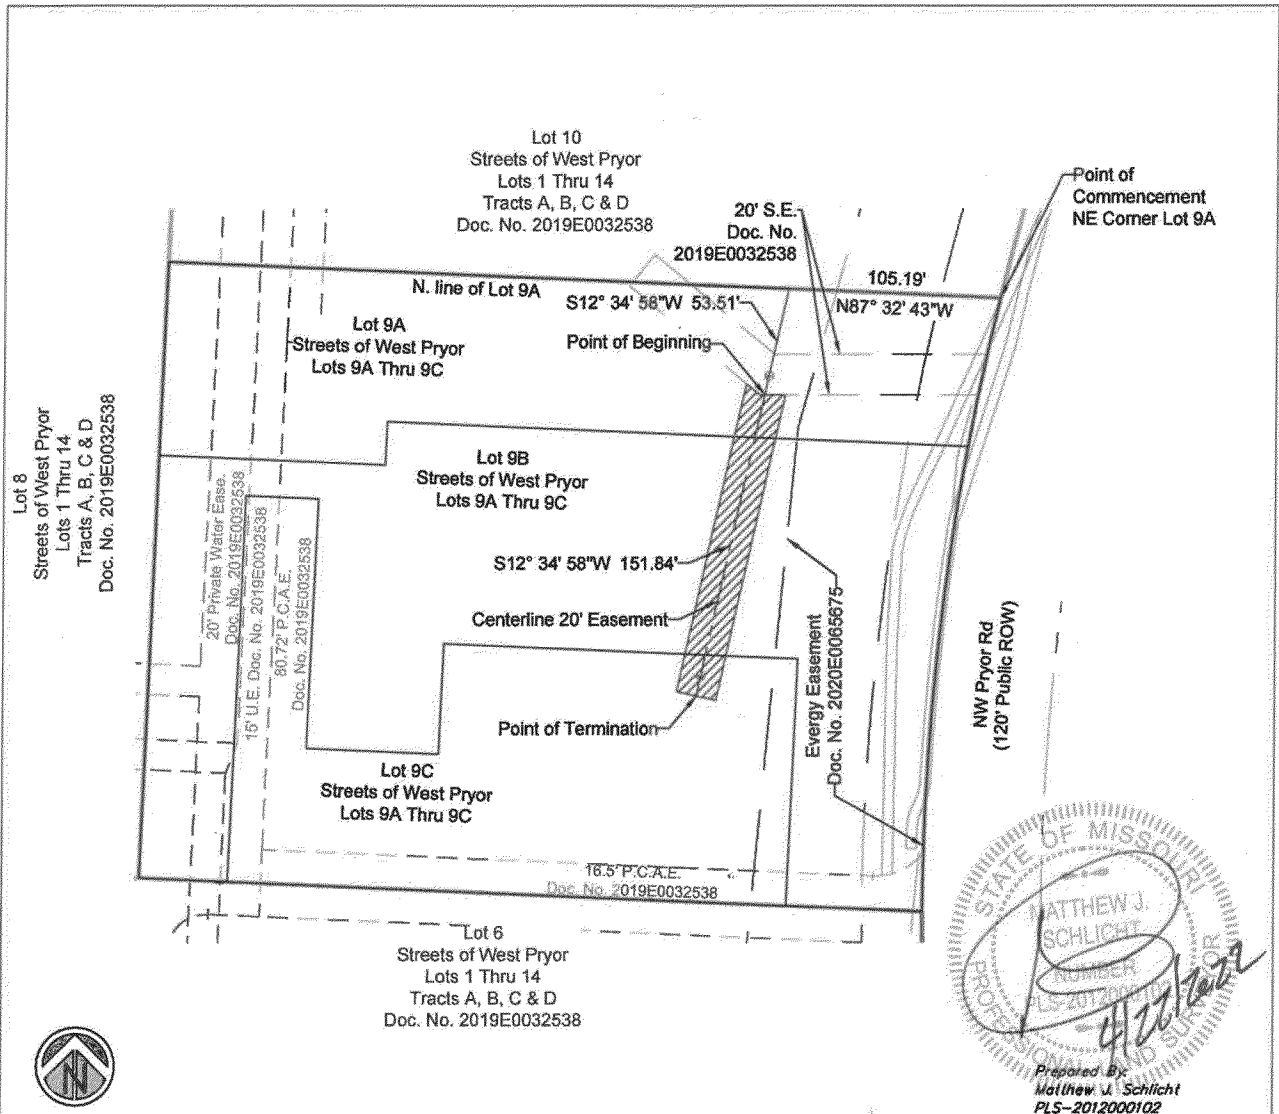 Lot 10
Streets of West Pryor
Lots 1 Thru 14
Tracts A, B, C & D
Doc. No. 2019E0032538
20' S.E.
Doc. No.
2019E0032538
Point of
Commencement
NE Corner Lot 9A
105.19'
N87° 32' 43"W
N. line of Lot 9A
S12° 34' 58"W 53.51'
Point of Beginning
Lot 9A
Streets of West Pryor
Lots 9A Thru 9C
Lot 8
Streets of West Pryor
Lots 1 Thru 14
Tracts A, B, C & D
Doc. No. 2019E0032538
20' Private Water Ease.
Doc. No. 2019E0032538
15' U.E. Doc. No. 2019E0032538
80.72' P.C.A.E.
Doc. No. 2019E0032538
Lot 9B
Streets of West Pryor
Lots 9A Thru 9C
S12° 34' 58"W 151.84'
Centerline 20' Easement
Point of Termination
Evergy Easement
Doc. No. 2020E0065675
NW Pryor Rd
(120' Public ROW)
Lot 9C
Streets of West Pryor
Lots 9A Thru 9C
16.5' P.C.A.E.
Doc. No. 2019E0032538
Lot 6
Streets of West Pryor
Lots 1 Thru 14
Tracts A, B, C & D
Doc. No. 2019E0032538
N
STATE OF MISSOURI
MATTHEW J.
SCHLICHT
NUMBER
PLS-2012000102
PROFESSIONAL LAND SURVEYOR
4/22/2022
Prepared By:
Matthew J. Schlicht
PLS-2012000102